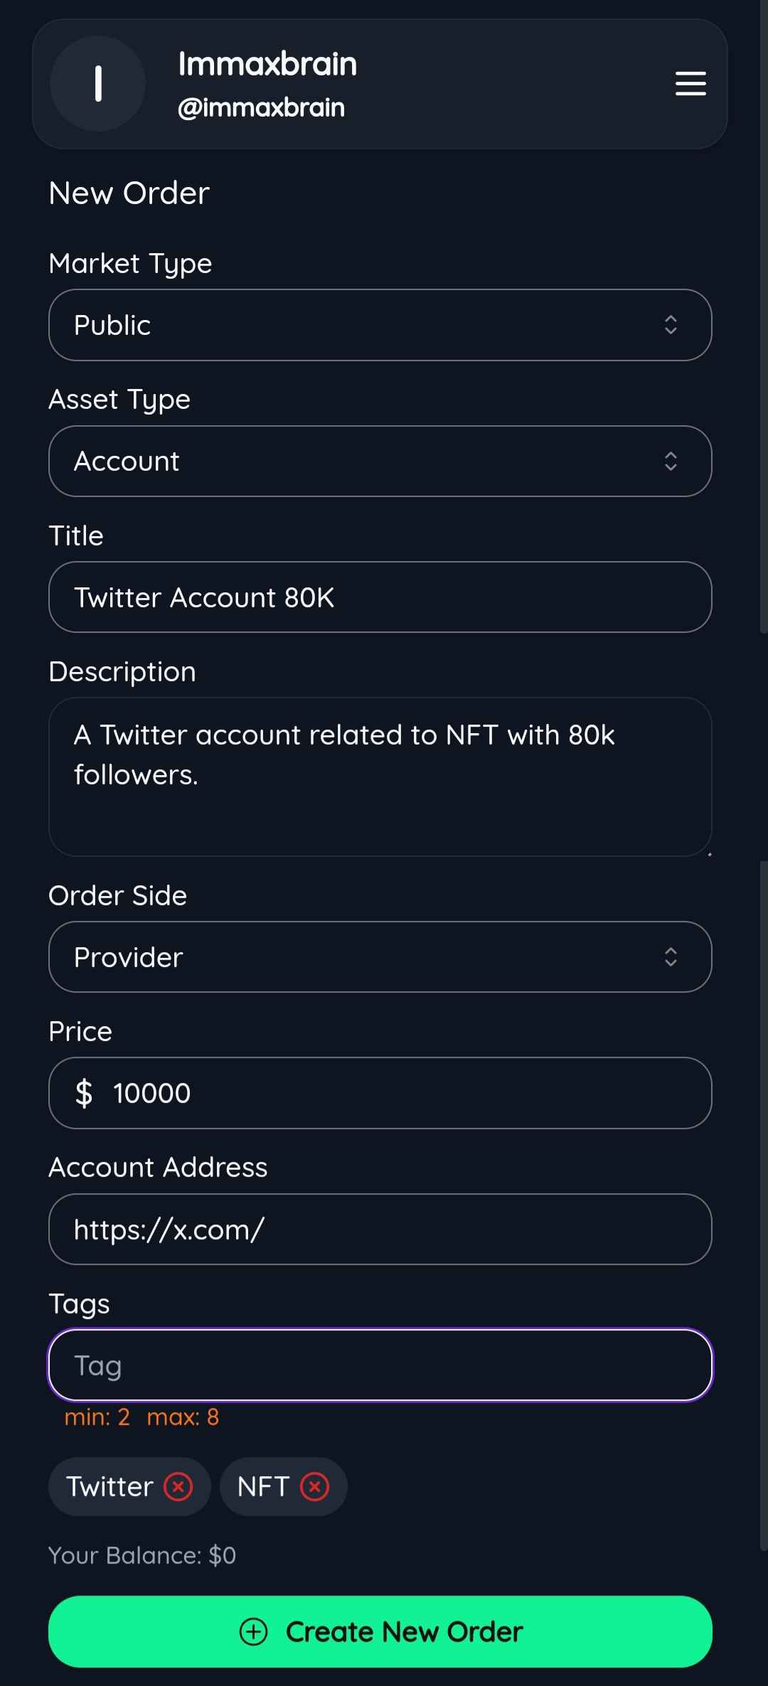 I
Immaxbrain
@immaxbrain
New Order
Market Type
Public
Asset Type
Account
Title
Twitter Account 80K
Description
A Twitter account related to NFT with 80k
followers.
Order Side
Provider
Price
$ 10000
Account Address
https://x.com/
Tags
Tag
min: 2 max: 8
Twitter NFT
Your Balance: $0
Create New Order